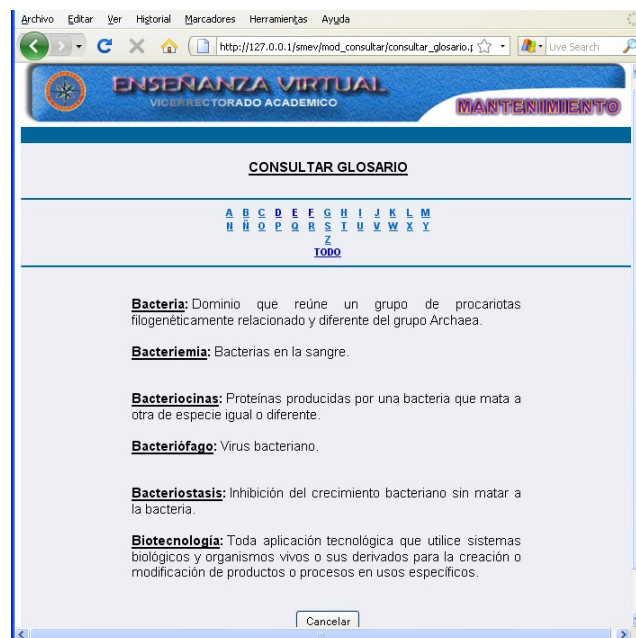 Archivo Editar Ver Historial Marcadores Herramientas Ayuda
http://127.0.0.1/smev/mod_consultar/consultar_glosario.p Live Search
ENSEÑANZA VIRTUAL
VICERRECTORADO ACADEMICO
MANTENIMIENTO
CONSULTAR GLOSARIO
A B C D E F G H I J K L M
N Ñ O P Q R S T U V W X Y
Z
TODO
Bacteria: Dominio que reúne un grupo de procariotas
filogenéticamente relacionado y diferente del grupo Archaea.
Bacteriemia: Bacterias en la sangre.
Bacteriocinas: Proteínas producidas por una bacteria que mata a
otra de especie igual o diferente.
Bacteriófago: Virus bacteriano.
Bacteriostasis: Inhibición del crecimiento bacteriano sin matar a
la bacteria.
Biotecnología: Toda aplicación tecnológica que utilice sistemas
biológicos y organismos vivos o sus derivados para la creación o
modificación de productos o procesos en usos específicos.
Cancelar